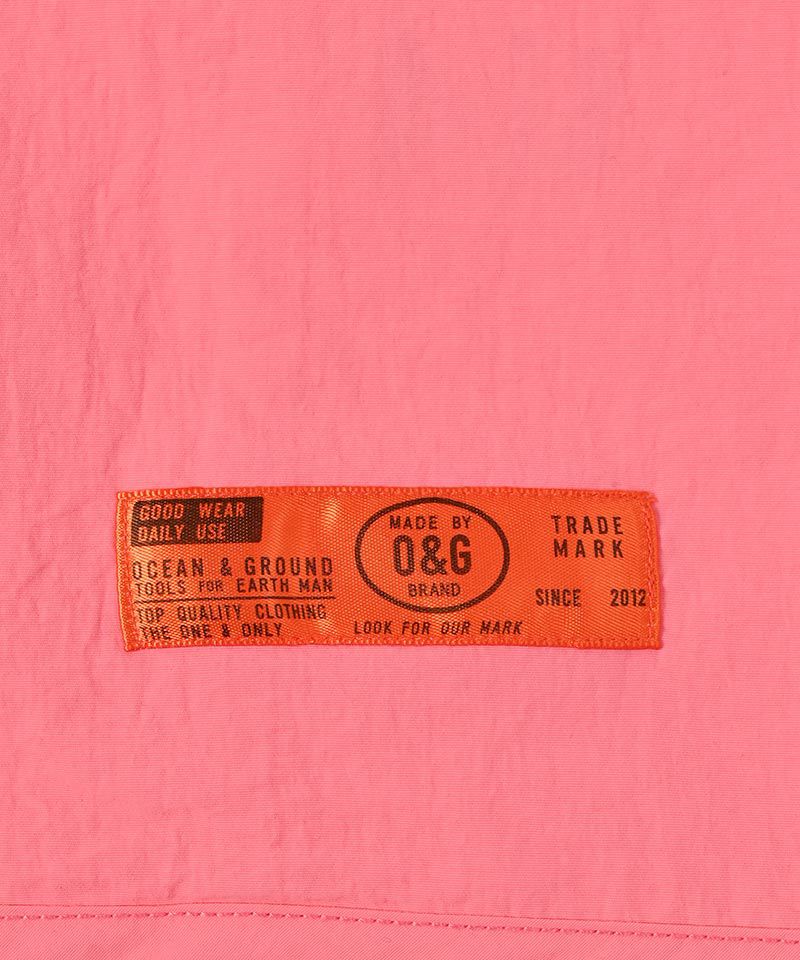 GOOD WEAR
DAILY USE
OCEAN & GROUND
TOOLS FOR EARTH MAN
TOP QUALITY CLOTHING
THE ONE & ONLY
MADE BY
O&G
BRAND
LOOK FOR OUR MARK
TRADE
MARK
SINCE 2012